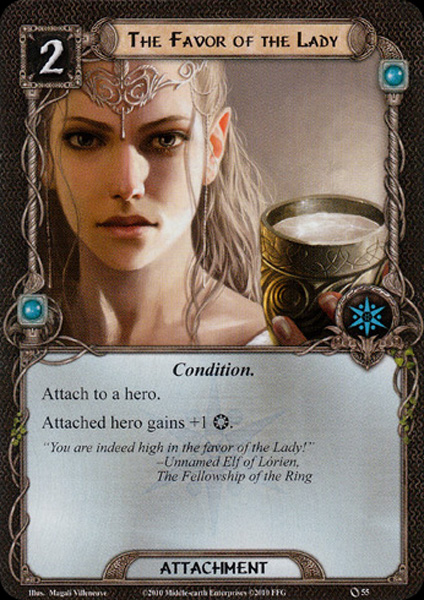 2
THE FAVOR OF THE LADY
Condition.
Attach to a hero.
Attached hero gains +1 .
“You are indeed high in the favor of the Lady!”
–Unnamed Elf of Lórien,
The Fellowship of the Ring
ATTACHMENT
Illus. Magali Villeneuve ©2010 Middle-earth Enterprises ©2010 FFG 55